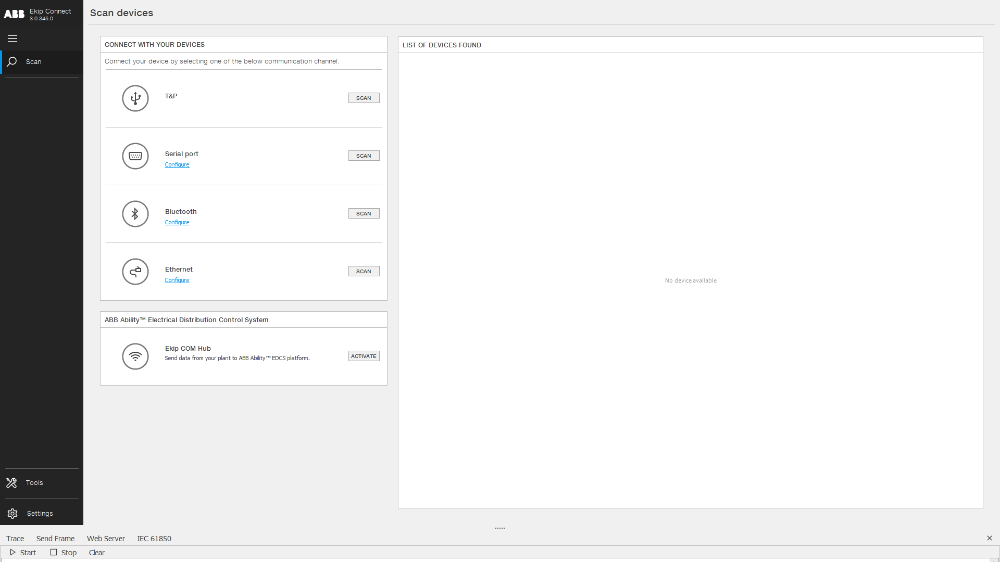 ABB
Ekip Connect
3.0.345.0
Scan
Tools
Settings
Scan devices
CONNECT WITH YOUR DEVICES
Connect your device by selecting one of the below communication channel.
T&P
SCAN
Serial port
Configure
SCAN
Bluetooth
Configure
SCAN
Ethernet
Configure
SCAN
ABB Ability™ Electrical Distribution Control System
Ekip COM Hub
Send data from your plant to ABB Ability™ EDCS platform.
ACTIVATE
LIST OF DEVICES FOUND
No device available
Trace Send Frame Web Server IEC 61850
Start Stop Clear